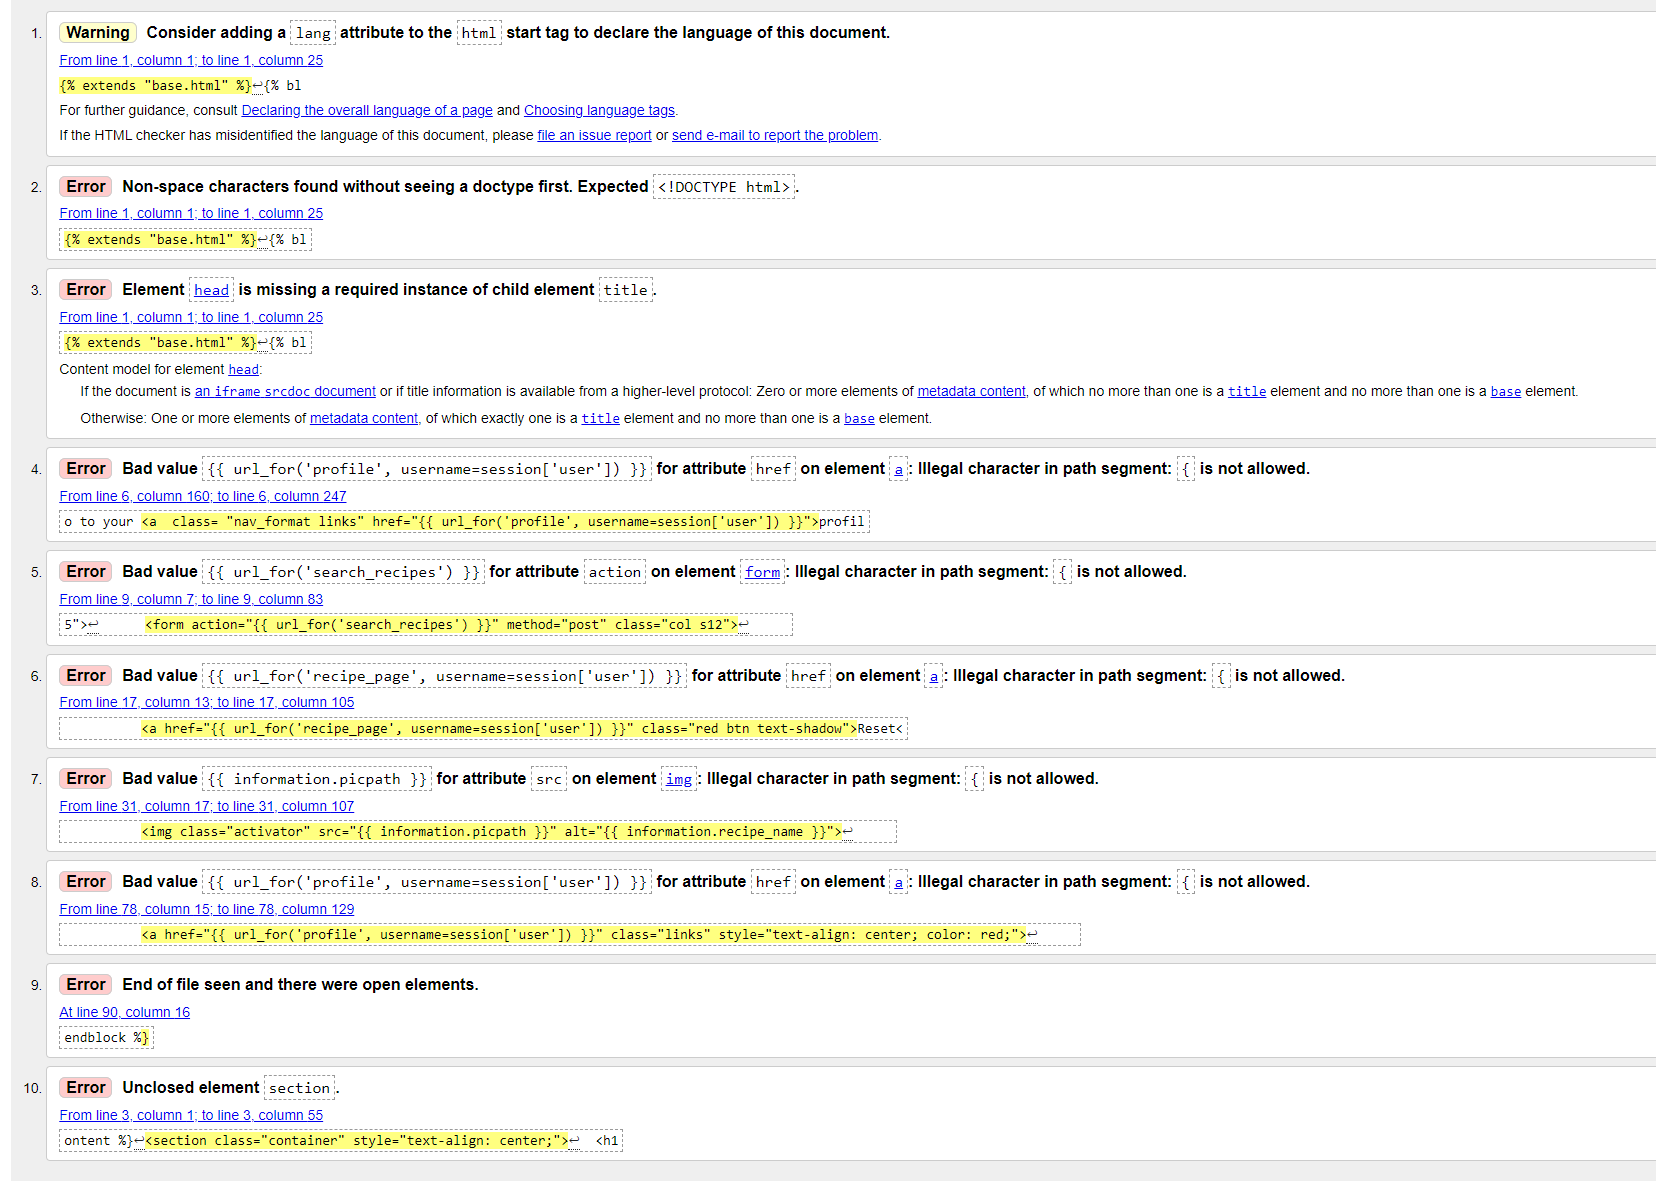 1. Warning Consider adding a lang attribute to the html start tag to declare the language of this document.
From line 1, column 1; to line 1, column 25
{% extends "base.html" %}↩{% bl
For further guidance, consult Declaring the overall language of a page and Choosing language tags.
If the HTML checker has misidentified the language of this document, please file an issue report or send e-mail to report the problem.
2. Error Non-space characters found without seeing a doctype first. Expected <!DOCTYPE html>.
From line 1, column 1; to line 1, column 25
{% extends "base.html" %}↩{% bl
3. Error Element head is missing a required instance of child element title.
From line 1, column 1; to line 1, column 25
{% extends "base.html" %}↩{% bl
Content model for element head:
If the document is an iframe srcdoc document or if title information is available from a higher-level protocol: Zero or more elements of metadata content, of which no more than one is a title element and no more than one is a base element.
Otherwise: One or more elements of metadata content, of which exactly one is a title element and no more than one is a base element.
4. Error Bad value {{ url_for('profile', username=session['user']) }} for attribute href on element a: Illegal character in path segment: { is not allowed.
From line 6, column 160; to line 6, column 247
o to your <a  class= "nav_format links" href="{{ url_for('profile', username=session['user']) }}">profil
5. Error Bad value {{ url_for('search_recipes') }} for attribute action on element form: Illegal character in path segment: { is not allowed.
From line 9, column 7; to line 9, column 83
5">↩ <form action="{{ url_for('search_recipes') }}" method="post" class="col s12">↩
6. Error Bad value {{ url_for('recipe_page', username=session['user']) }} for attribute href on element a: Illegal character in path segment: { is not allowed.
From line 17, column 13; to line 17, column 105
<a href="{{ url_for('recipe_page', username=session['user']) }}" class="red btn text-shadow">Reset<
7. Error Bad value {{ information.picpath }} for attribute src on element img: Illegal character in path segment: { is not allowed.
From line 31, column 17; to line 31, column 107
<img class="activator" src="{{ information.picpath }}" alt="{{ information.recipe_name }}">↩
8. Error Bad value {{ url_for('profile', username=session['user']) }} for attribute href on element a: Illegal character in path segment: { is not allowed.
From line 78, column 15; to line 78, column 129
<a href="{{ url_for('profile', username=session['user']) }}" class="links" style="text-align: center; color: red;">↩
9. Error End of file seen and there were open elements.
At line 90, column 16
endblock %}
10. Error Unclosed element section.
From line 3, column 1; to line 3, column 55
ontent %}↩<section class="container" style="text-align: center;">↩ <h1